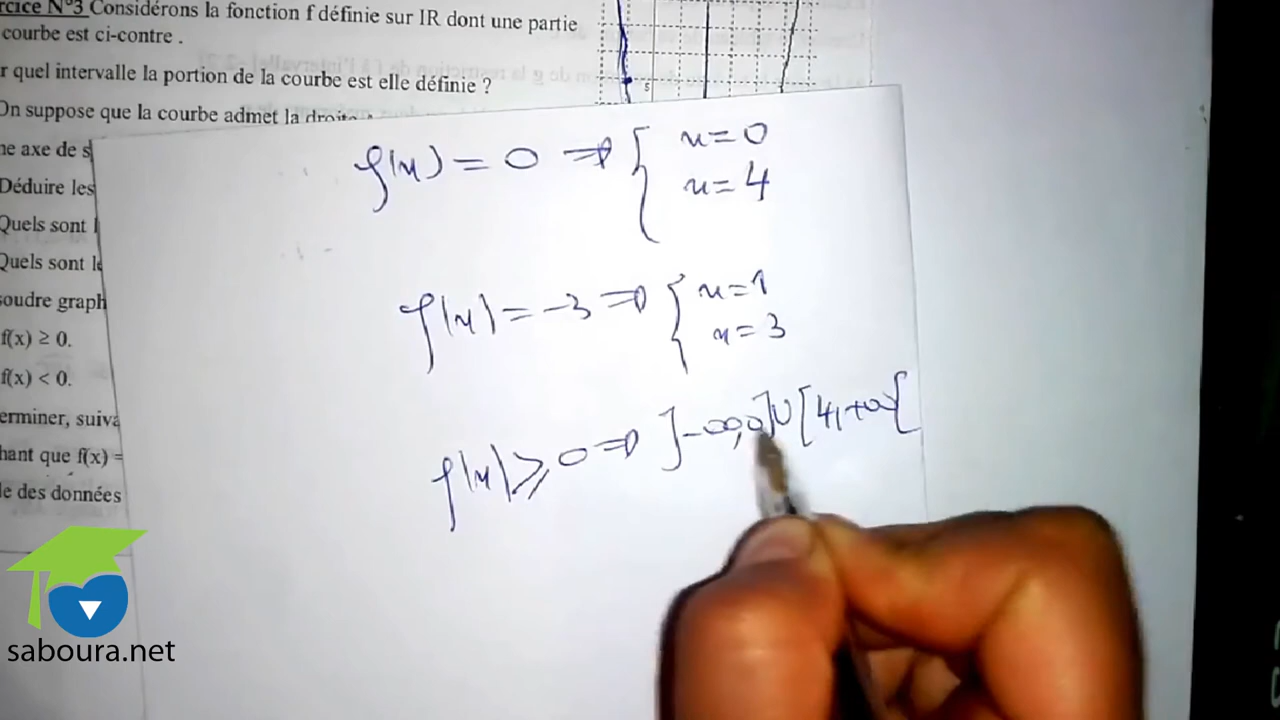 rcice N°3 Considérons la fonction f définie sur IR dont une partie
courbe est ci-contre .
r quel intervalle la portion de la courbe est elle définie ?
On suppose que la courbe admet la droite
ne axe de s
Déduire les
Quels sont l
Quels sont le
soudre graph
f(x) ≥ 0.
f(x) < 0.
erminer, suiva
hant que f(x) =
le des données
5
f(x) = 0 ⇒ { x = 0
x = 4
f(x) = -3 ⇒ { x = 1
x = 3
f(x) ≥ 0 ⇒ ]-∞, 0] ∪ [4, +∞[
saboura.net